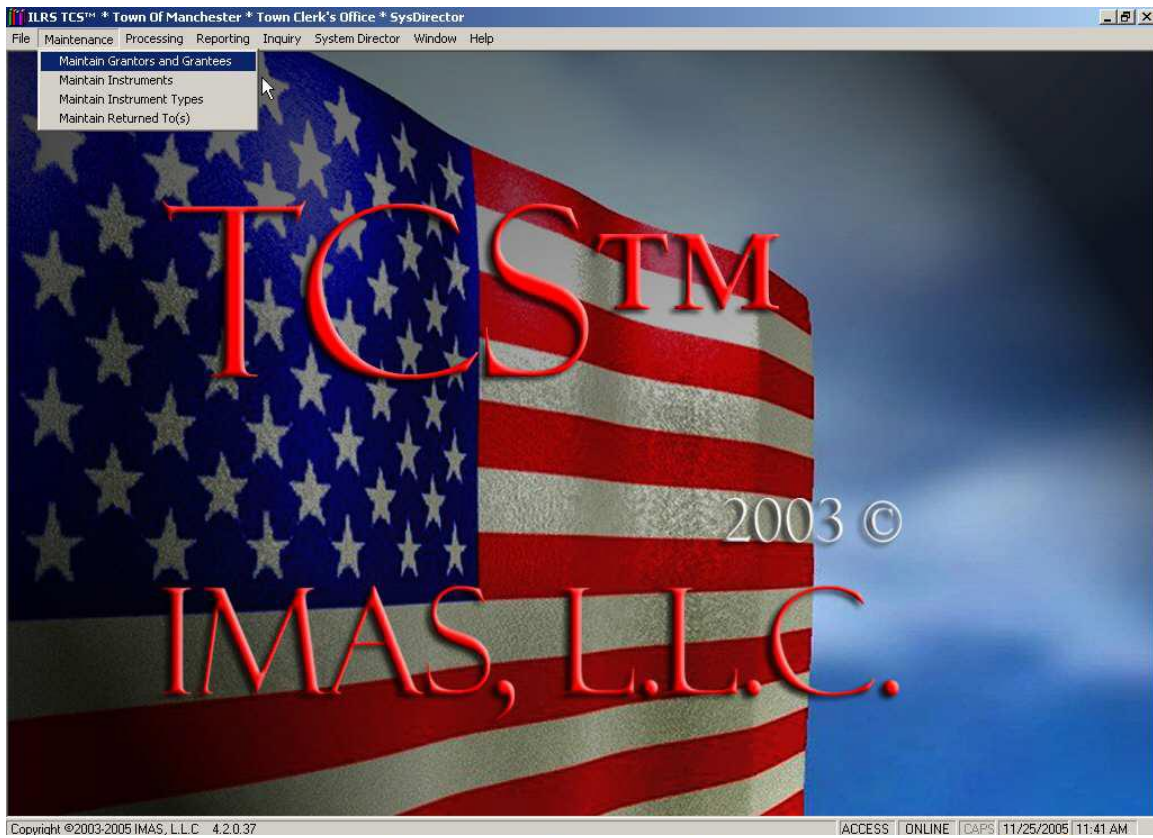 ILRS TCS™ * Town Of Manchester * Town Clerk's Office * SysDirector
File Maintenance Processing Reporting Inquiry System Director Window Help
Maintain Grantors and Grantees
Maintain Instruments
Maintain Instrument Types
Maintain Returned To(s)
TCS™
2003 ©
IMAS, L.L.C.
Copyright ©2003-2005 IMAS, L.L.C 4.2.0.37 ACCESS ONLINE CAPS 11/25/2005 11:41 AM